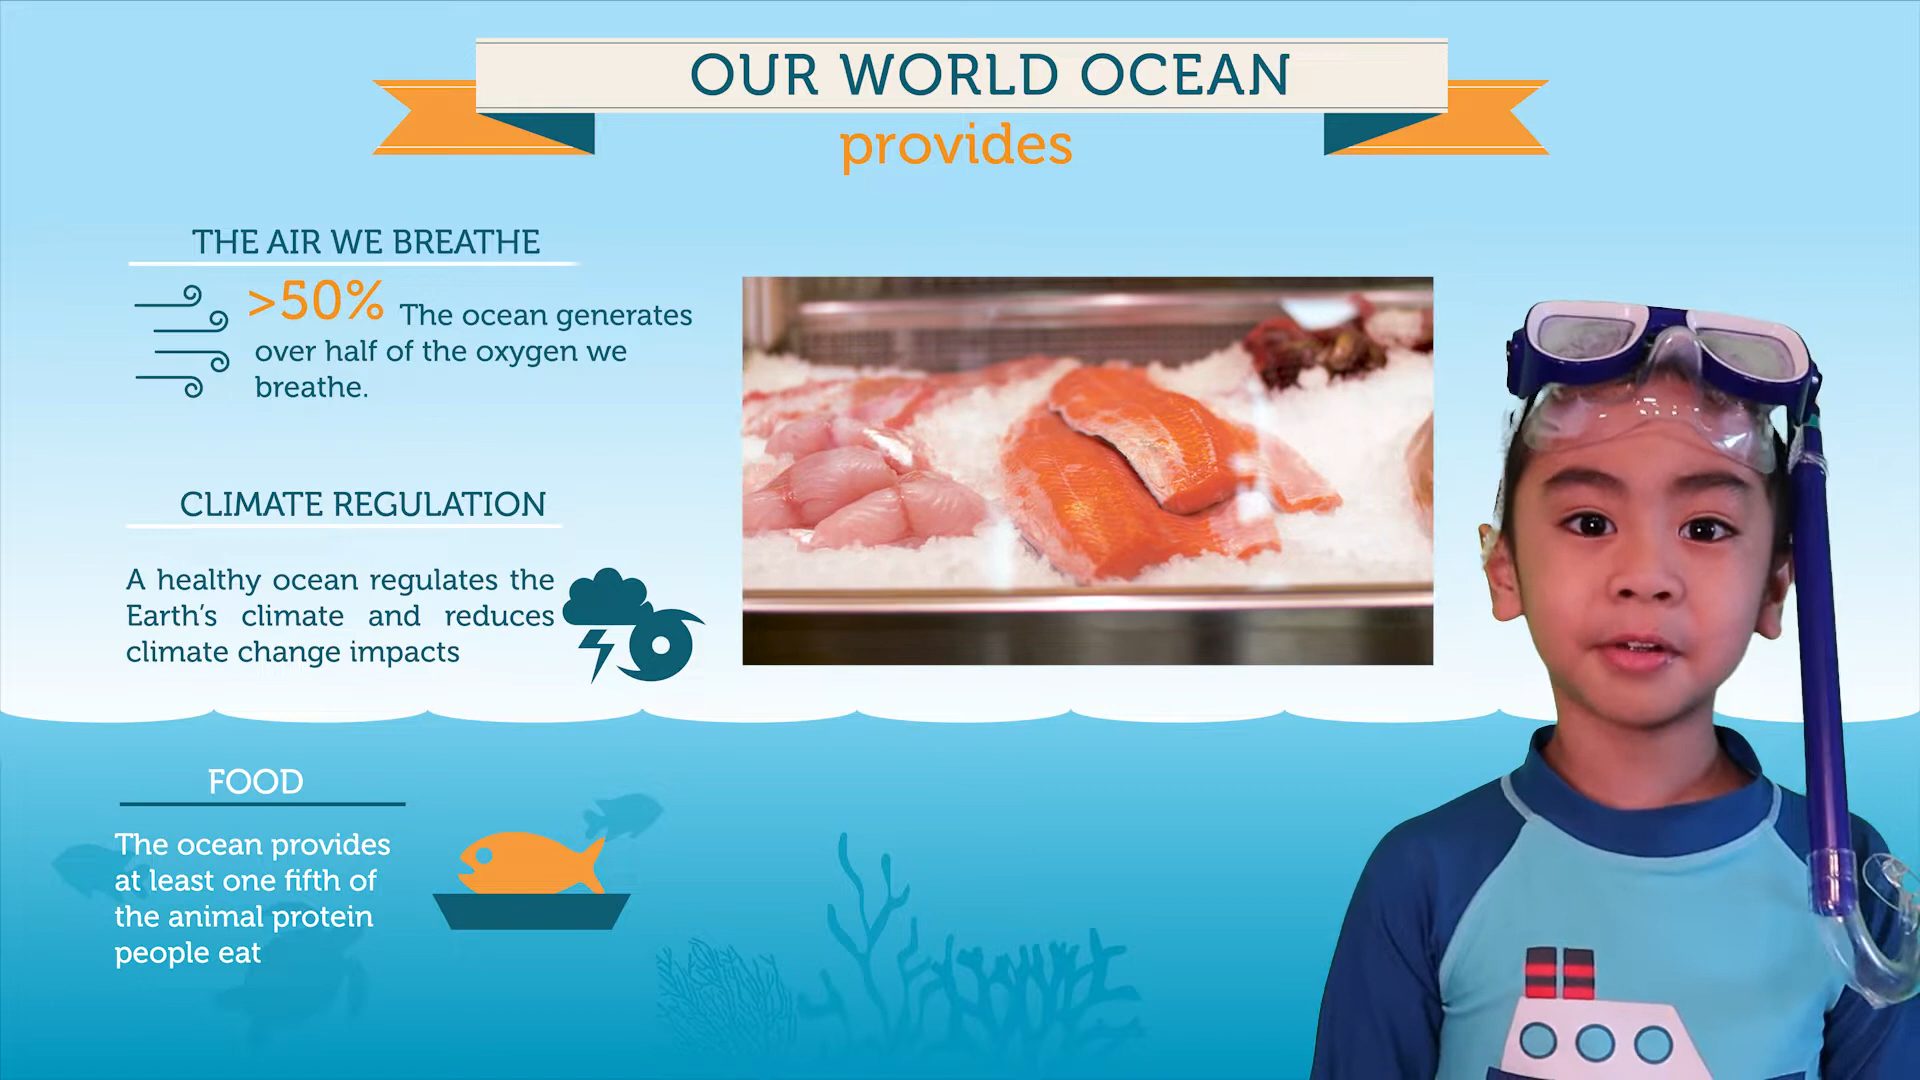 OUR WORLD OCEAN
provides
THE AIR WE BREATHE
>50% The ocean generates
over half of the oxygen we
breathe.
CLIMATE REGULATION
A healthy ocean regulates the
Earth’s climate and reduces
climate change impacts
FOOD
The ocean provides
at least one fifth of
the animal protein
people eat